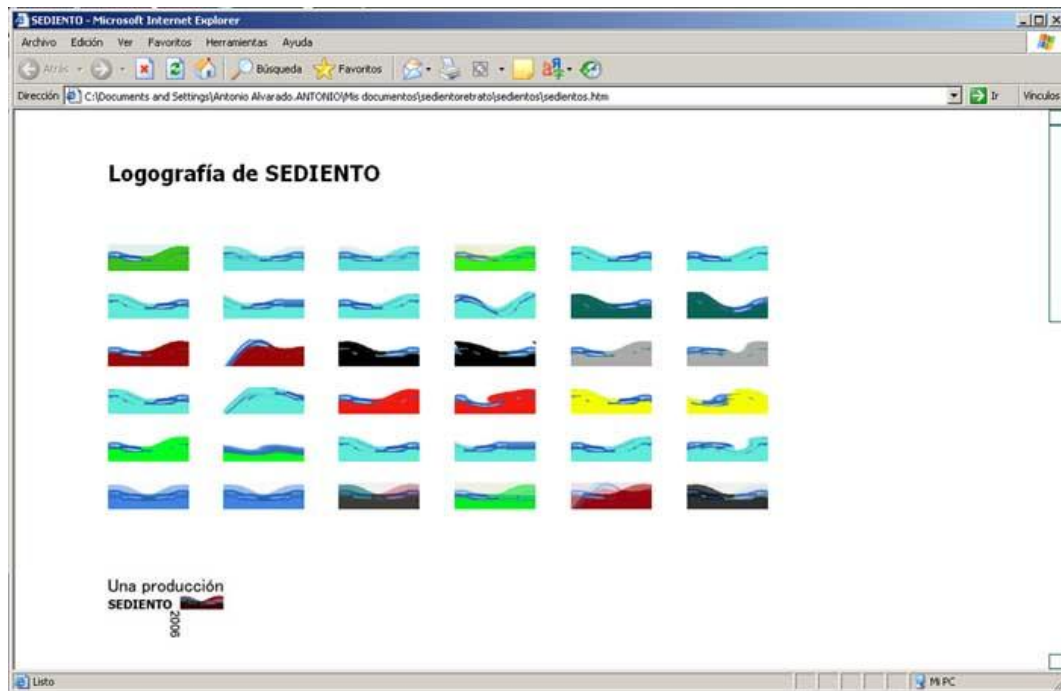 SEDIENTO - Microsoft Internet Explorer
Archivo Edición Ver Favoritos Herramientas Ayuda
Atrás Búsqueda Favoritos
Dirección C:\Documents and Settings\Antonio Alvarado.ANTONIO\Mis documentos\sedientoretrato\sedientos\sedientos.htm Ir Vínculos
Logografía de SEDIENTO
Una producción
SEDIENTO
2006
Listo Mi PC